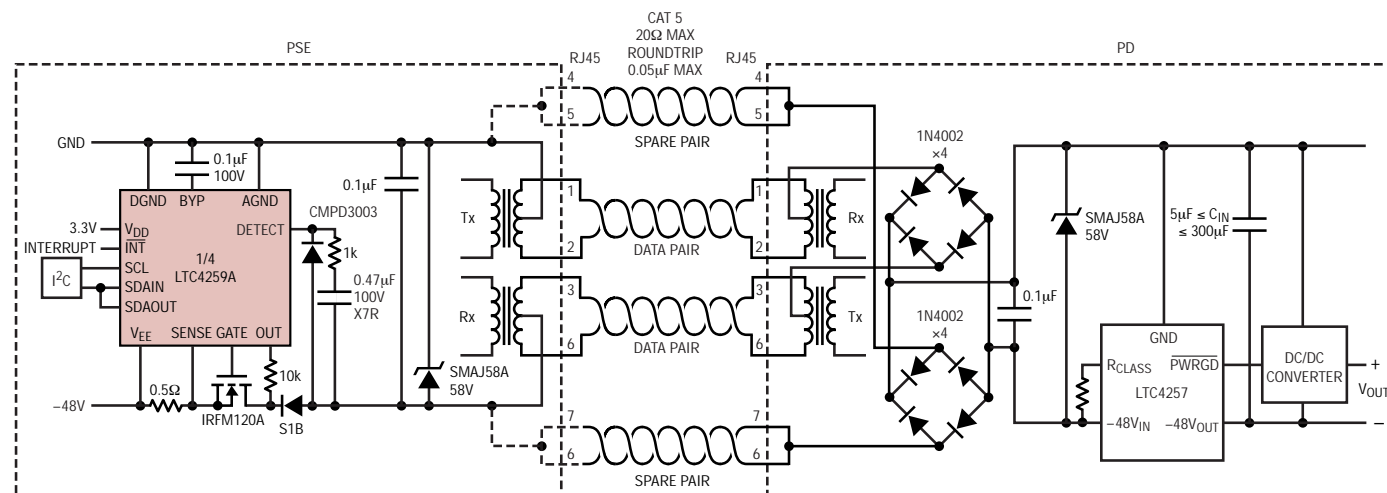 CAT 5
20Ω MAX
ROUNDTRIP
0.05μF MAX
PSE
PD
RJ45
RJ45
4
5
4
5
SPARE PAIR
GND
0.1μF
100V
0.1μF
DGND BYP AGND
CMPD3003
DETECT
1k
0.47μF
100V
X7R
3.3V
VDD
INTERRUPT
INT
SCL
I2C
SDAIN
SDAOUT
1/4
LTC4259A
VEE SENSE GATE OUT
10k
–48V
0.5Ω
IRFM120A
S1B
SMAJ58A
58V
Tx
1
2
DATA PAIR
1
2
Rx
Rx
3
6
DATA PAIR
3
6
Tx
7
6
SPARE PAIR
7
6
1N4002
×4
1N4002
×4
0.1μF
SMAJ58A
58V
5μF ≤ CIN
≤ 300μF
GND
RCLASS
PWRGD
LTC4257
–48VIN
–48VOUT
DC/DC
CONVERTER
+
VOUT
–